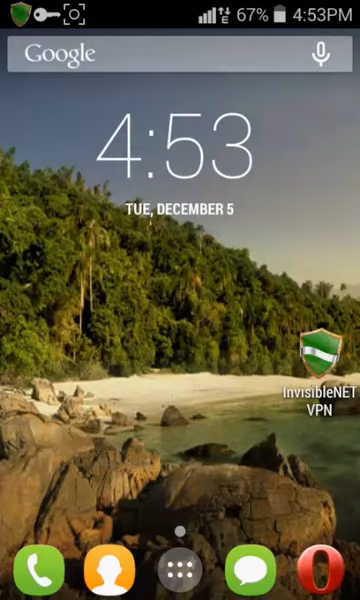 E 67% 4:53PM
Google
4:53
TUE, DECEMBER 5
InvisibleNET
VPN